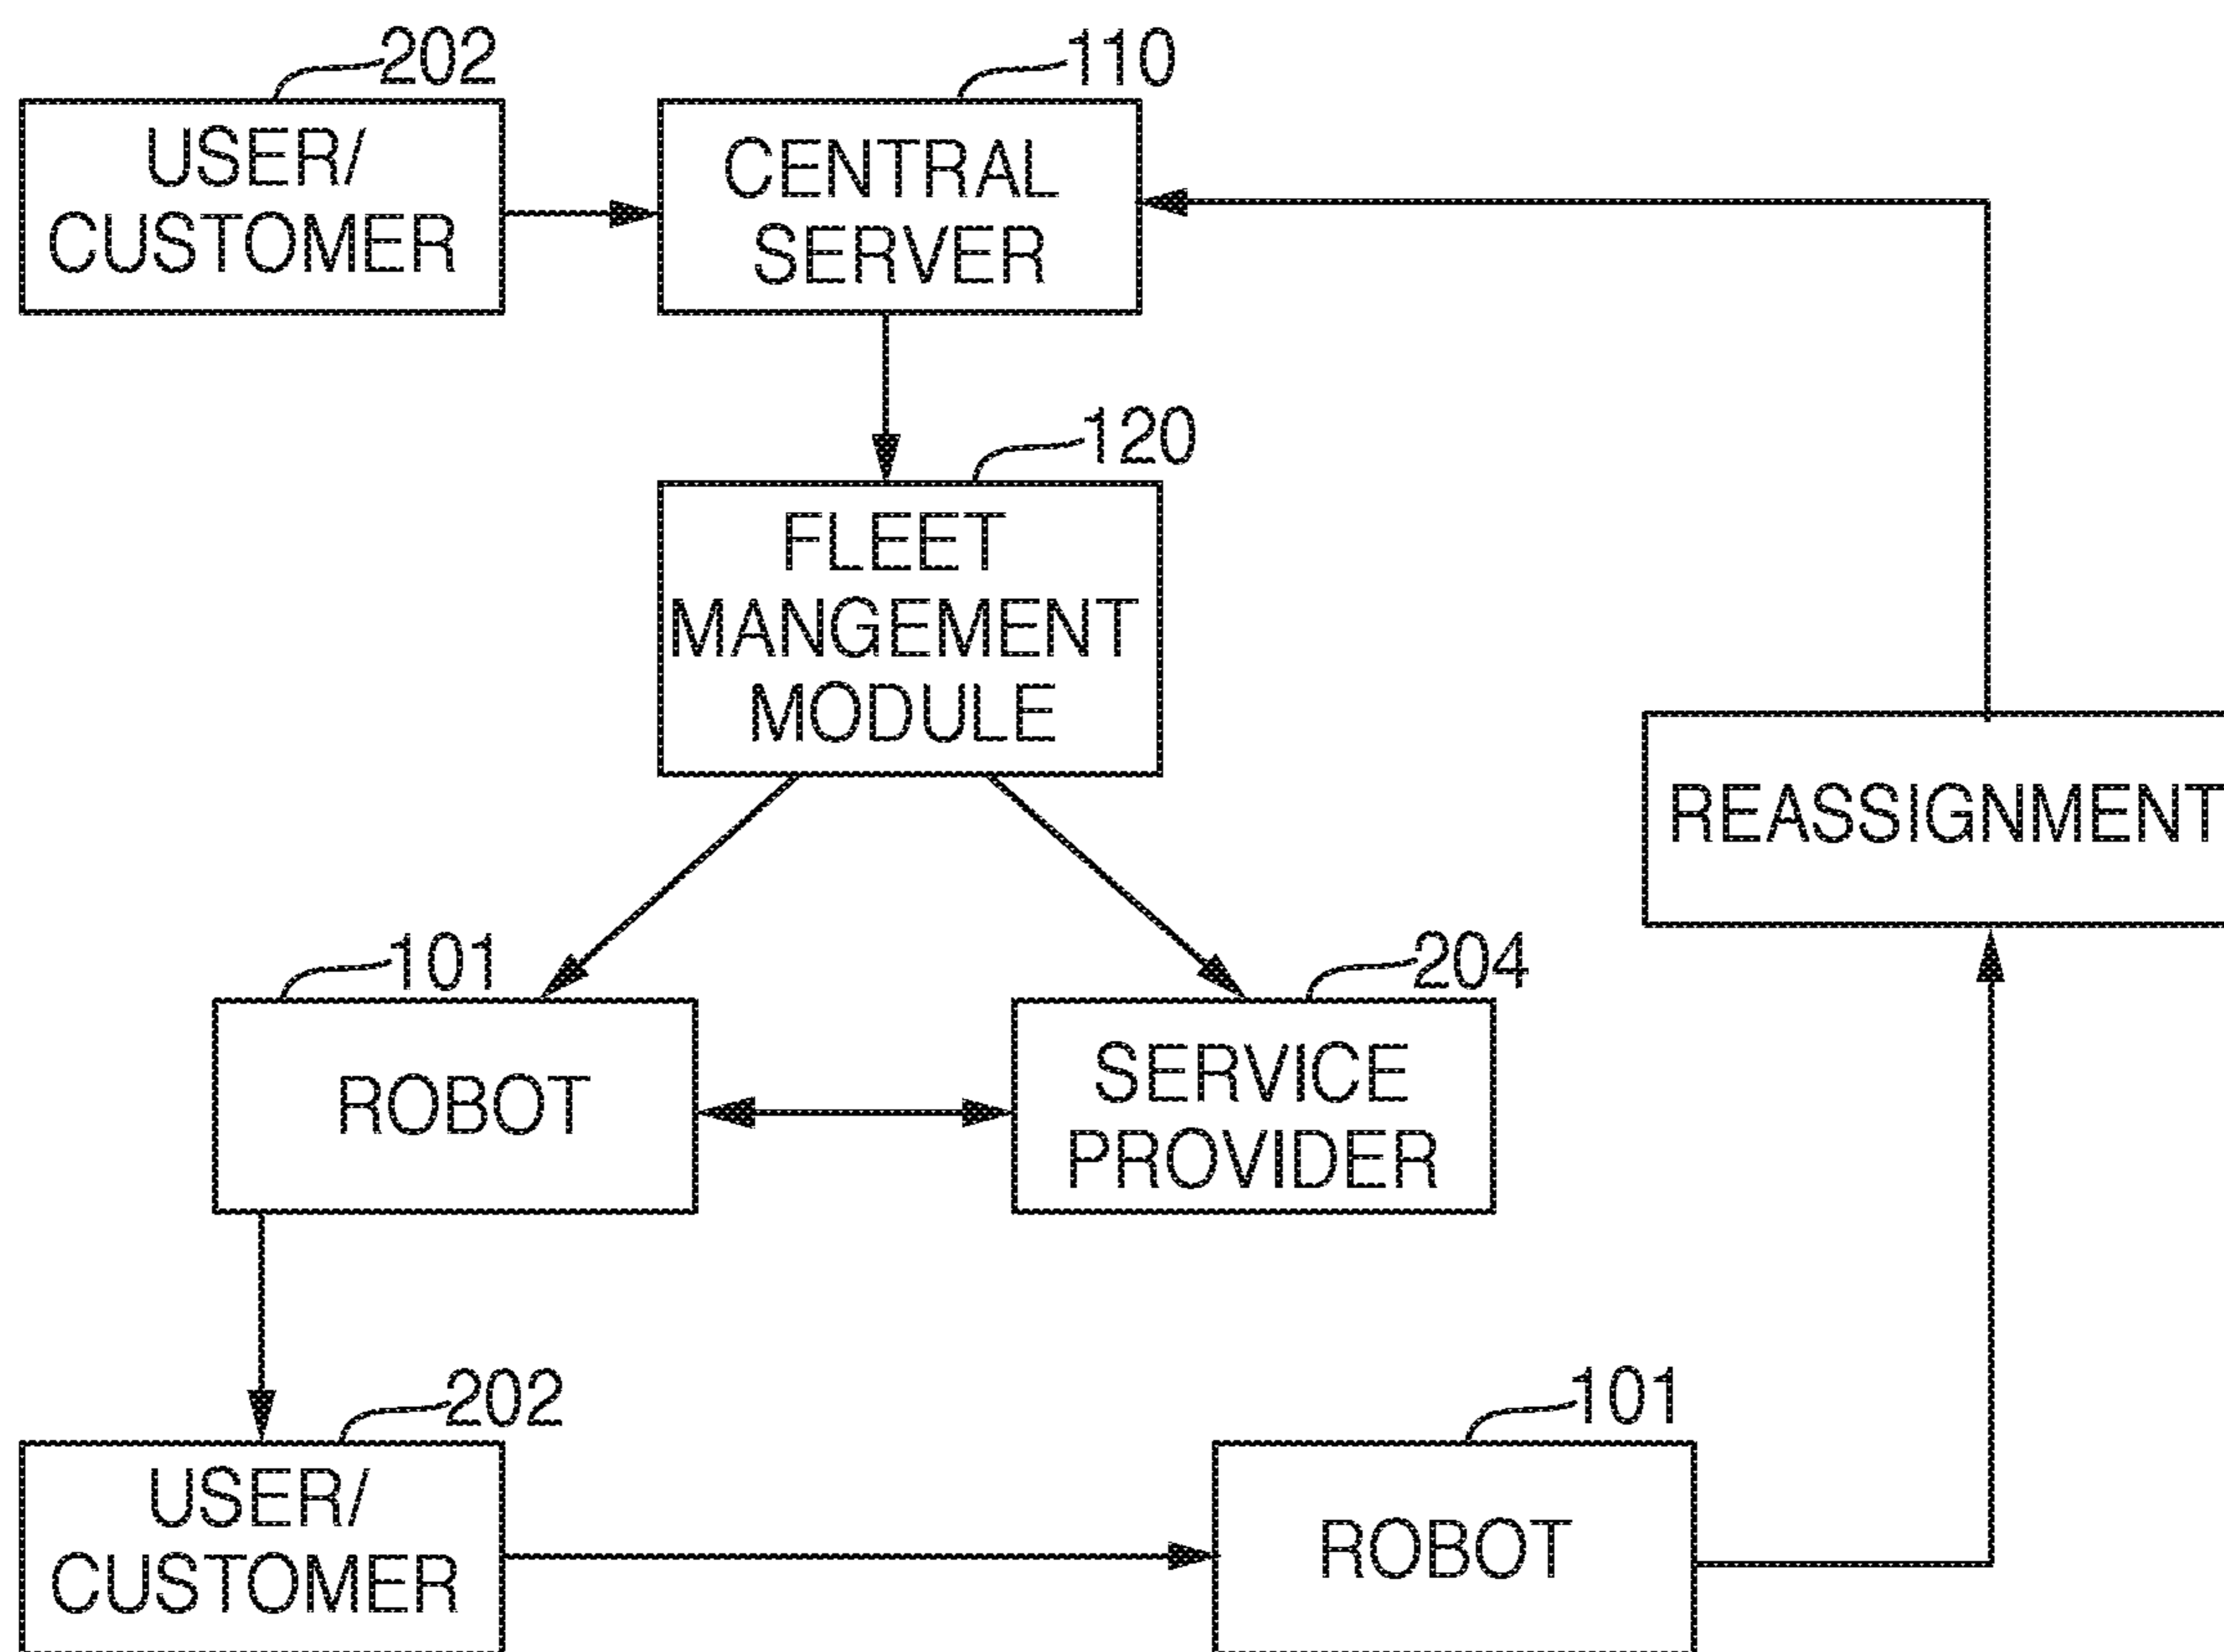 202
110
USER/
CUSTOMER
CENTRAL
SERVER
120
FLEET
MANGEMENT
MODULE
REASSIGNMENT
101
204
ROBOT
SERVICE
PROVIDER
202
101
USER/
CUSTOMER
ROBOT